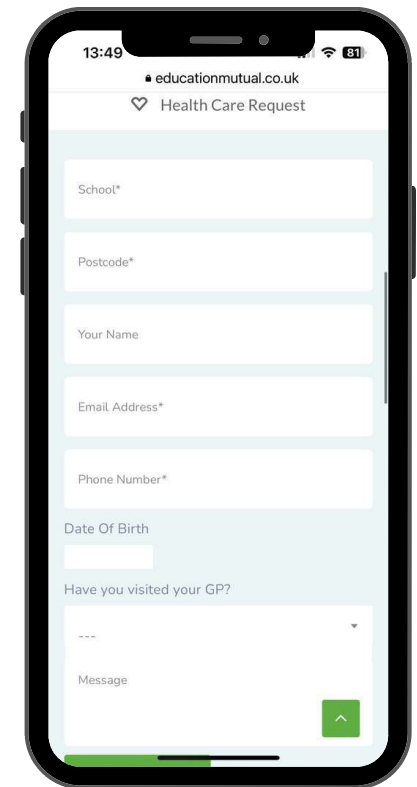 13:49
81
educationmutual.co.uk
Health Care Request
School*
Postcode*
Your Name
Email Address*
Phone Number*
Date Of Birth
Have you visited your GP?
---
Message